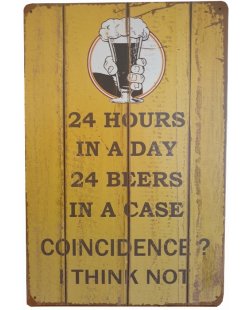 24 HOURS
IN A DAY
24 BEERS
IN A CASE
COINCIDENCE?
I THINK NOT